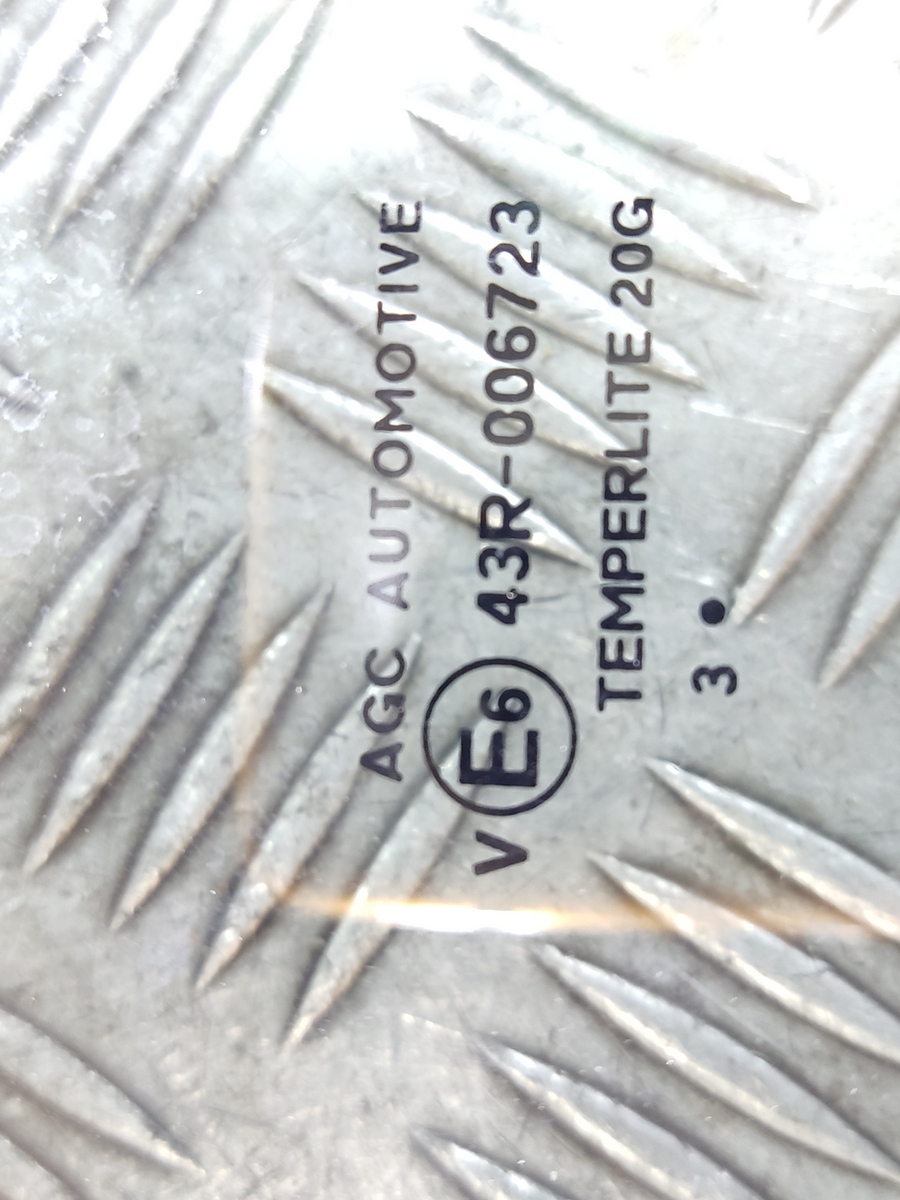 AGC AUTOMOTIVE
V E6 43R-006723
TEMPERLITE 20G
3 •